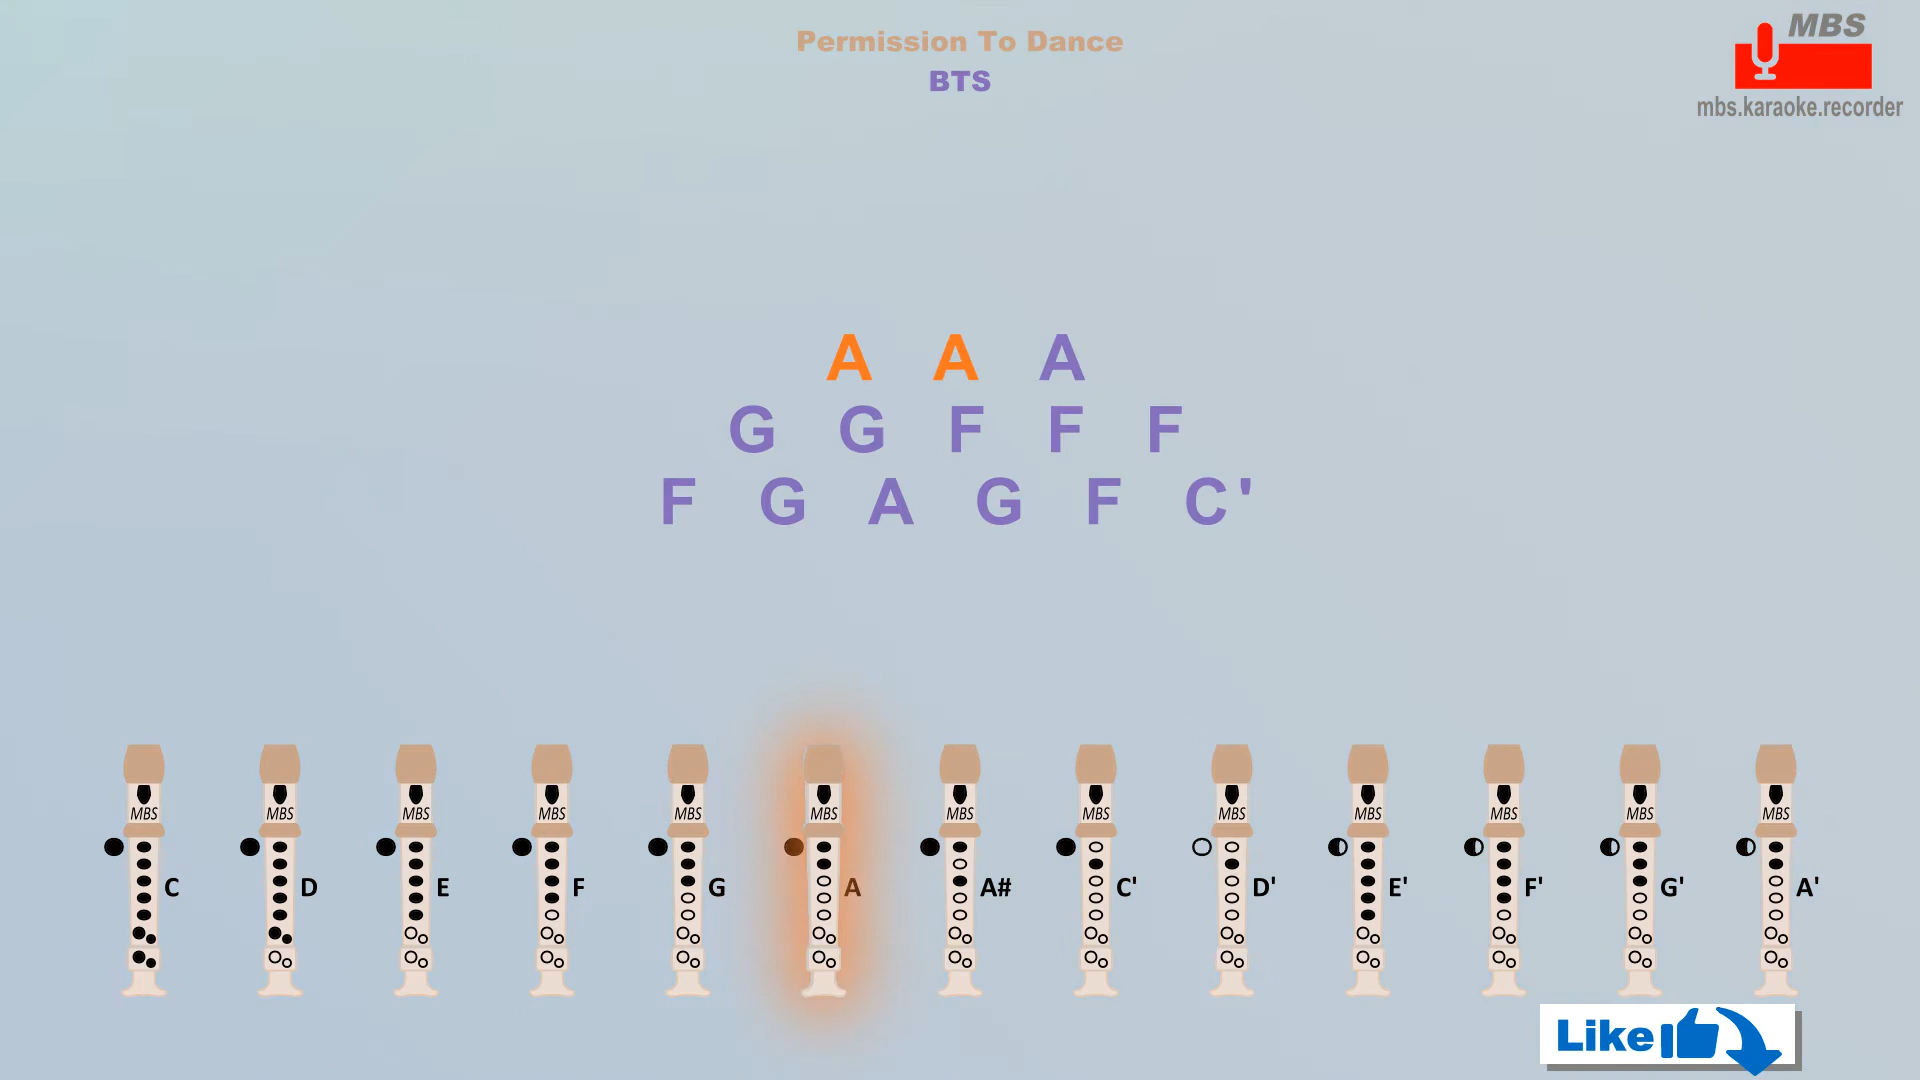 Permission To Dance
BTS
MBS
mbs.karaoke.recorder
A A A
G G F F F
F G A G F C'
MBS MBS MBS MBS MBS MBS MBS MBS MBS MBS MBS MBS MBS
C D E F G A A# C' D' E' F' G' A'
Like